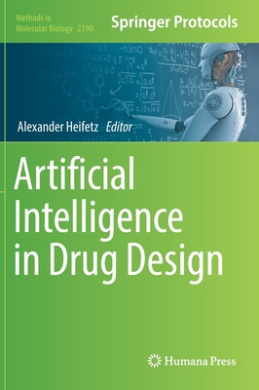 Methods in
Molecular Biology 2390
Springer Protocols
Alexander Heifetz Editor
Artificial
Intelligence
in Drug Design
Humana Press